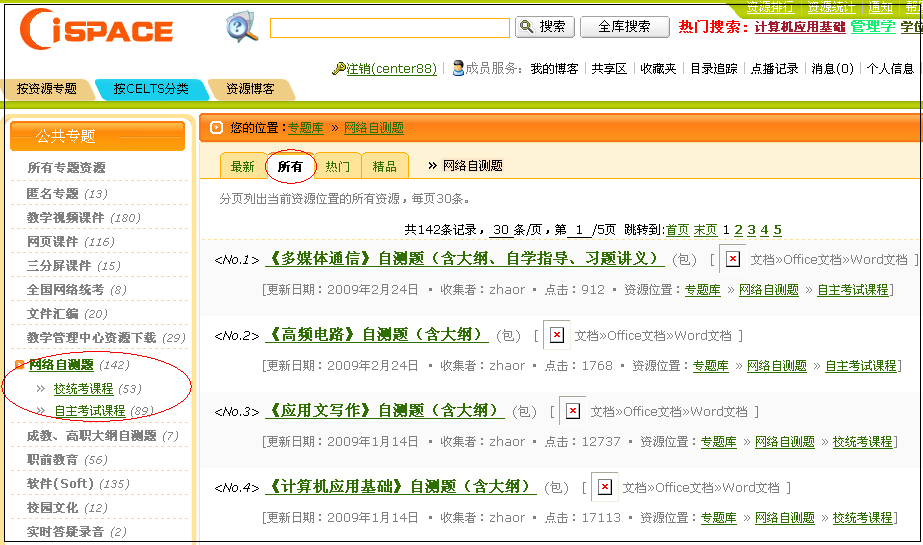 资源排行 | 资源统计 | 通知 | 帮
iSPACE
搜索 全库搜索 热门搜索：计算机应用基础 管理学 学位
注销(center88) | 成员服务：我的博客 | 共享区 | 收藏夹 | 目录追踪 | 点播记录 | 消息(0) | 个人信息
按资源专题 按CELTS分类 资源博客
公共专题
所有专题资源
匿名专题 (13)
教学视频课件 (180)
网页课件 (116)
三分屏课件 (15)
全国网络统考 (8)
文件汇编 (20)
教学管理中心资源下载 (29)
网络自测题 (142)
» 校统考课程 (53)
» 自主考试课程 (89)
成教、高职大纲自测题 (7)
职前教育 (56)
软件(Soft) (135)
校园文化 (12)
实时答疑录音 (2)
您的位置：专题库 » 网络自测题
最新 所有 热门 精品 » 网络自测题
分页列出当前资源位置的所有资源，每页30条。
共142条记录，30条/页，第 1 /5页 跳转到:首页 末页 1 2 3 4 5
<No.1> 《多媒体通信》自测题（含大纲、自学指导、习题讲义） (包) [ 文档»Office文档»Word文档 ]
[更新日期：2009年2月24日 • 收集者：zhaor • 点击：912 • 资源位置：专题库 » 网络自测题 » 自主考试课程]
<No.2> 《高频电路》自测题（含大纲） (包) [ 文档»Office文档»Word文档 ]
[更新日期：2009年2月24日 • 收集者：zhaor • 点击：1768 • 资源位置：专题库 » 网络自测题 » 自主考试课程]
<No.3> 《应用文写作》自测题（含大纲） (包) [ 文档»Office文档»Word文档 ]
[更新日期：2009年1月14日 • 收集者：zhaor • 点击：12737 • 资源位置：专题库 » 网络自测题 » 校统考课程]
<No.4> 《计算机应用基础》自测题（含大纲） (包) [ 文档»Office文档»Word文档 ]
[更新日期：2009年1月14日 • 收集者：zhaor • 点击：17113 • 资源位置：专题库 » 网络自测题 » 校统考课程]